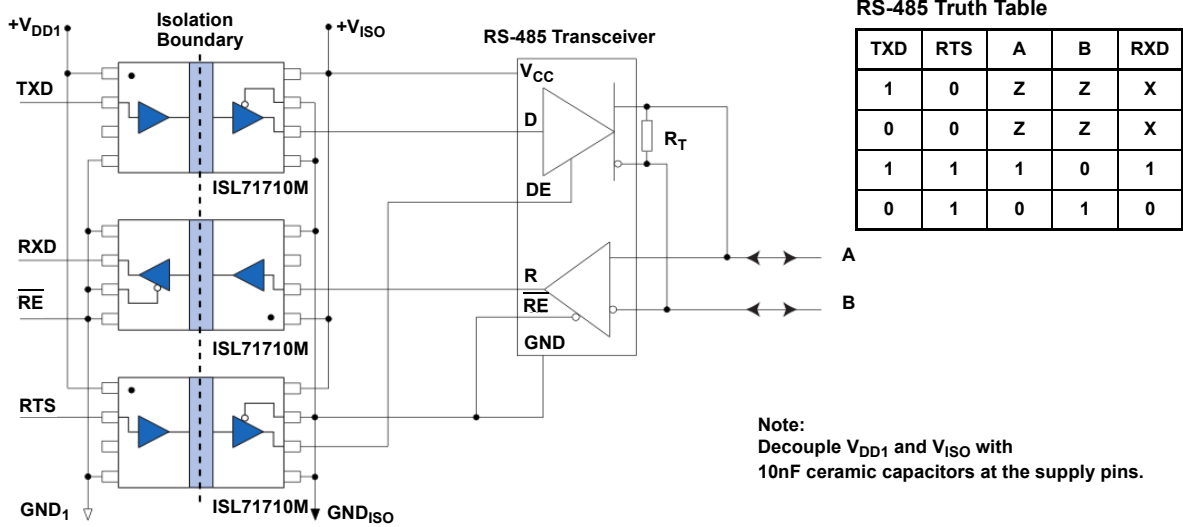 +VDD1
Isolation
Boundary
+VISO
RS-485 Transceiver
TXD
VCC
D
RT
ISL71710M
DE
RXD
R
RE
RE
GND
ISL71710M
RTS
GND1
ISL71710M
GNDISO
A
B
RS-485 Truth Table
TXD RTS A B RXD
1 0 Z Z X
0 0 Z Z X
1 1 1 0 1
0 1 0 1 0
Note:
Decouple VDD1 and VISO with
10nF ceramic capacitors at the supply pins.